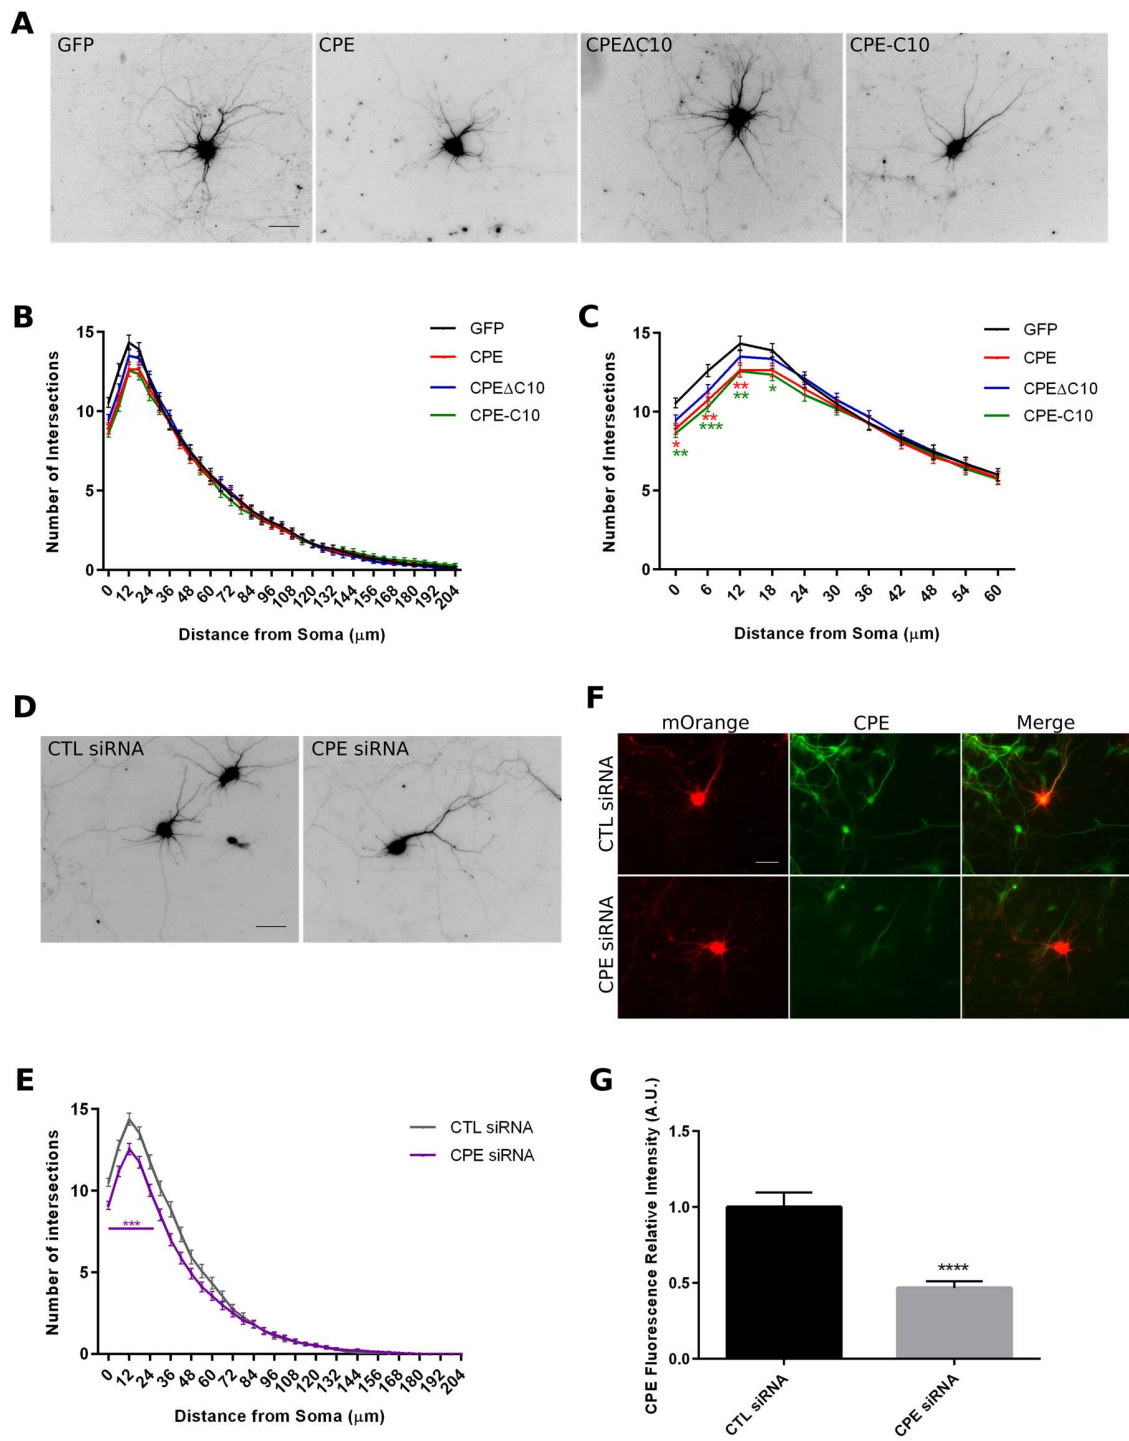 A
GFP
CPE
CPEΔC10
CPE-C10
B
Number of Intersections
15
10
5
0
GFP
CPE
CPEΔC10
CPE-C10
0 12 24 36 48 60 72 84 96 108 120 132 144 156 168 180 192 204
Distance from Soma (μm)
C
Number of Intersections
15
10
5
0
GFP
CPE
CPEΔC10
CPE-C10
*
**
**
***
**
**
*
0 6 12 18 24 30 36 42 48 54 60
Distance from Soma (μm)
D
CTL siRNA
CPE siRNA
F
mOrange CPE Merge
CTL siRNA
CPE siRNA
E
Number of intersections
15
10
5
0
CTL siRNA
CPE siRNA
***
0 12 24 36 48 60 72 84 96 108 120 132 144 156 168 180 192 204
Distance from Soma (μm)
G
CPE Fluorescence Relative Intensity (A.U.)
1.5
1.0
0.5
0.0
****
CTL siRNA
CPE siRNA